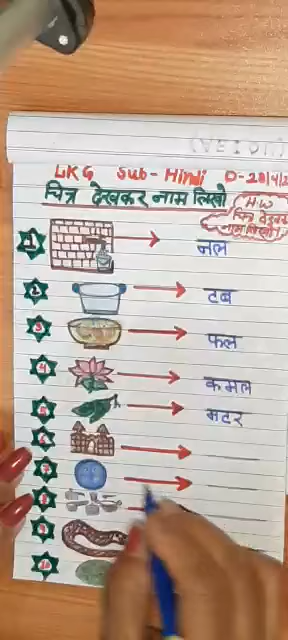 LKG Sub- Hindi D-28/4/2
चित्र देखकर नाम लिखो
H.W
चित्र देखकर
नाम लिखो
1 नल
2 टब
3 फल
4 कमल
5 मटर
6
7
8
9
10